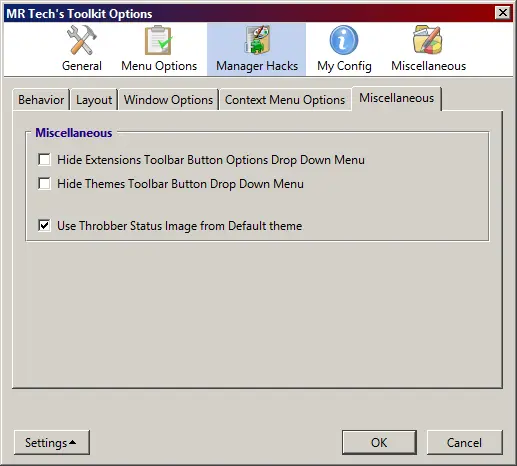 MR Tech's Toolkit Options
General Menu Options Manager Hacks My Config Miscellaneous
Behavior Layout Window Options Context Menu Options Miscellaneous
Miscellaneous
Hide Extensions Toolbar Button Options Drop Down Menu
Hide Themes Toolbar Button Drop Down Menu
Use Throbber Status Image from Default theme
Settings OK Cancel